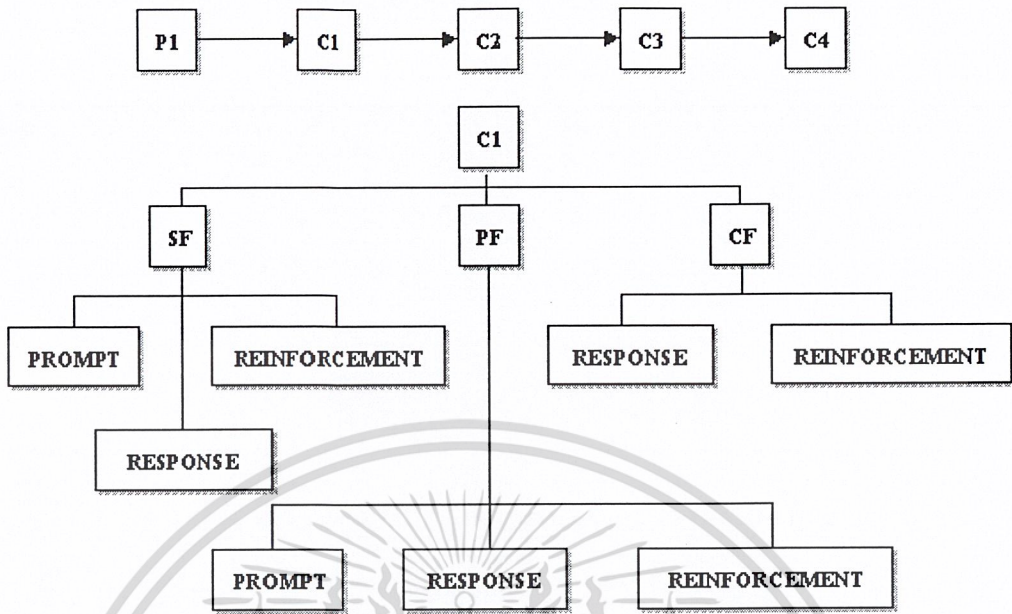 P1 C1 C2 C3 C4
C1
SF PF CF
PROMPT REINFORCEMENT RESPONSE REINFORCEMENT
RESPONSE
PROMPT RESPONSE REINFORCEMENT